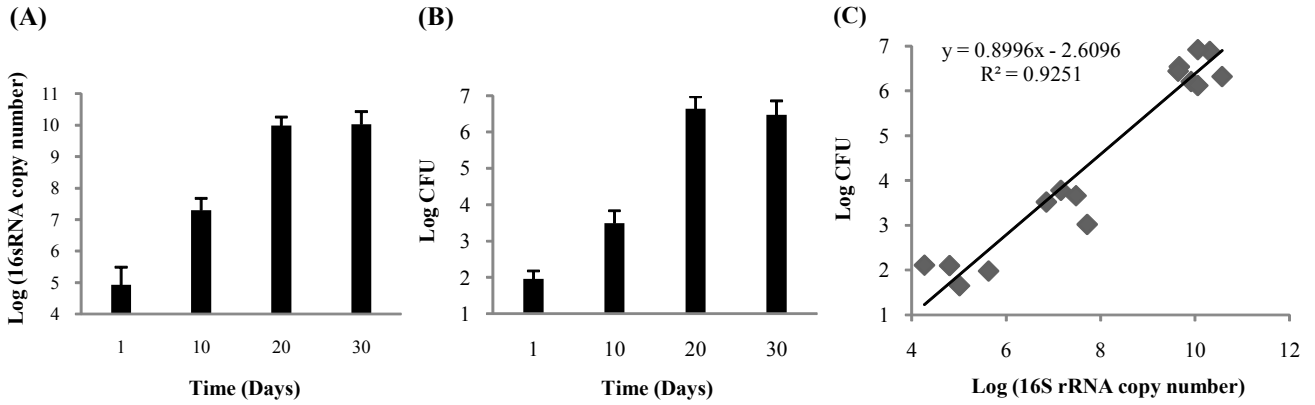 (A)
Log (16sRNA copy number)
11
10
9
8
7
6
5
4
1 10 20 30
Time (Days)
(B)
Log CFU
7
6
5
4
3
2
1
1 10 20 30
Time (Days)
(C)
y = 0.8996x - 2.6096
R² = 0.9251
Log CFU
7
6
5
4
3
2
1
4 6 8 10 12
Log (16S rRNA copy number)